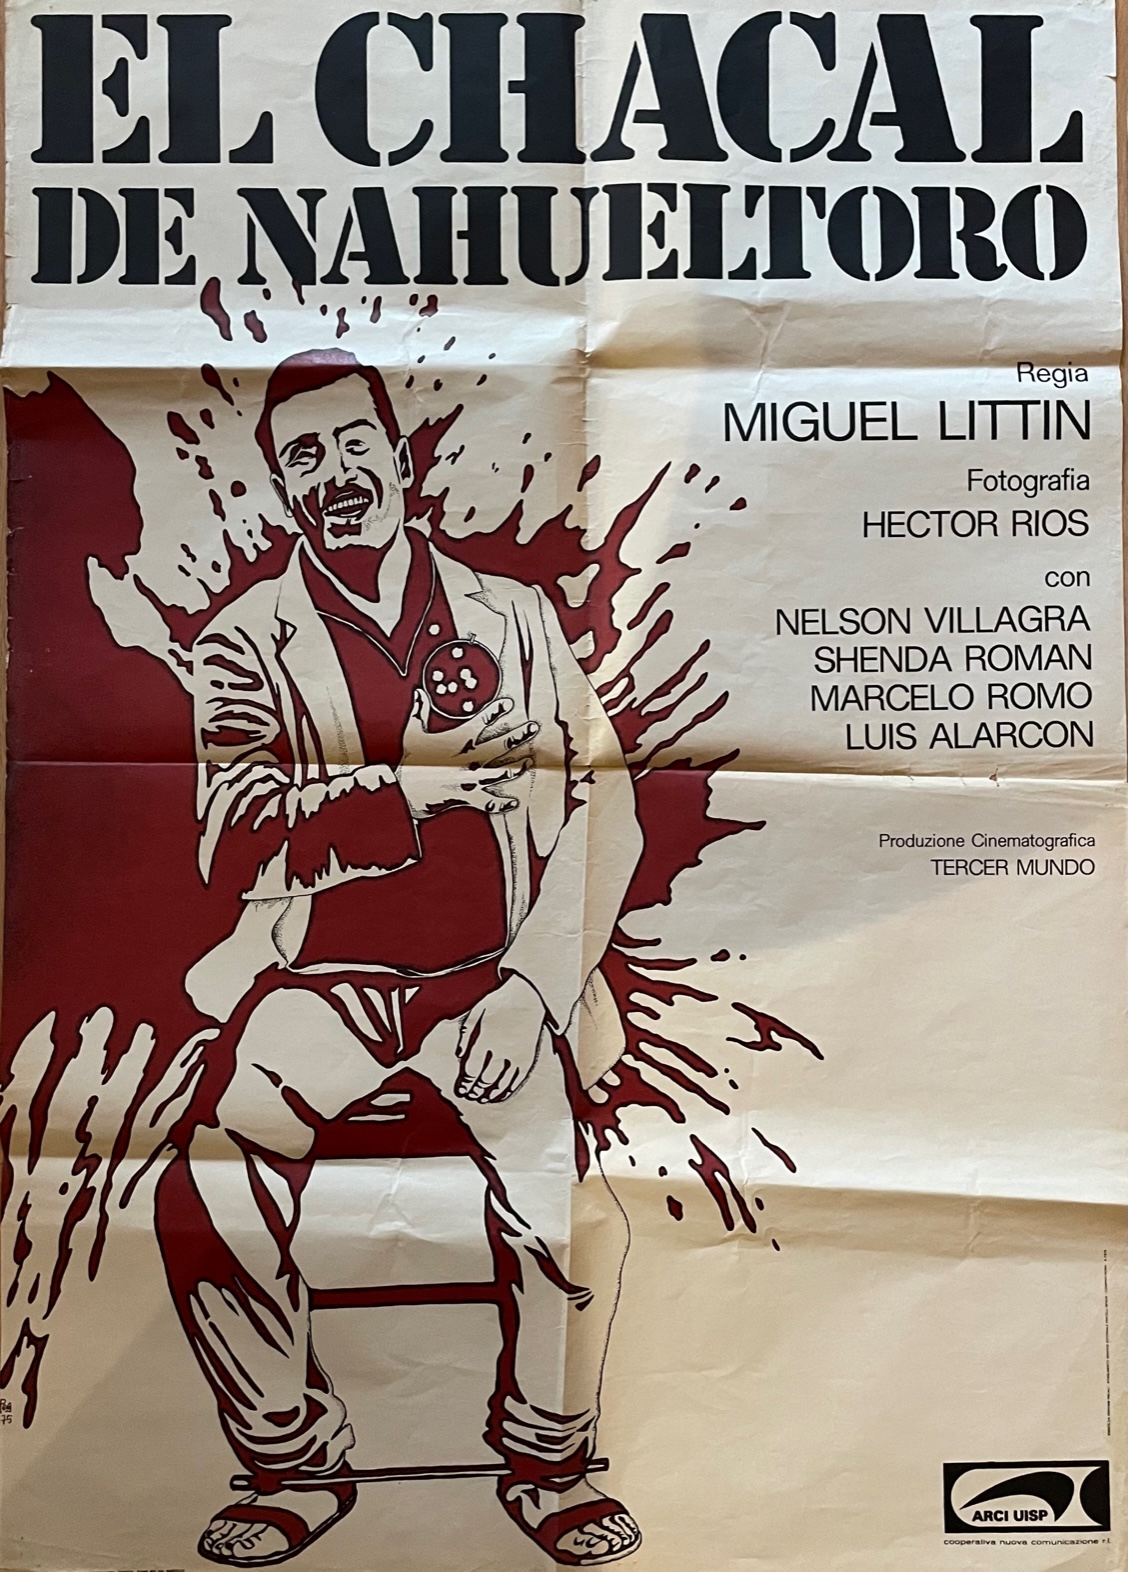 EL CHACAL
DE NAHUELTORO
Regia
MIGUEL LITTIN
Fotografia
HECTOR RIOS
con
NELSON VILLAGRA
SHENDA ROMAN
MARCELO ROMO
LUIS ALARCON
Produzione Cinematografica
TERCER MUNDO
75
ARCI UISP
cooperativa nuova comunicazione r.l.